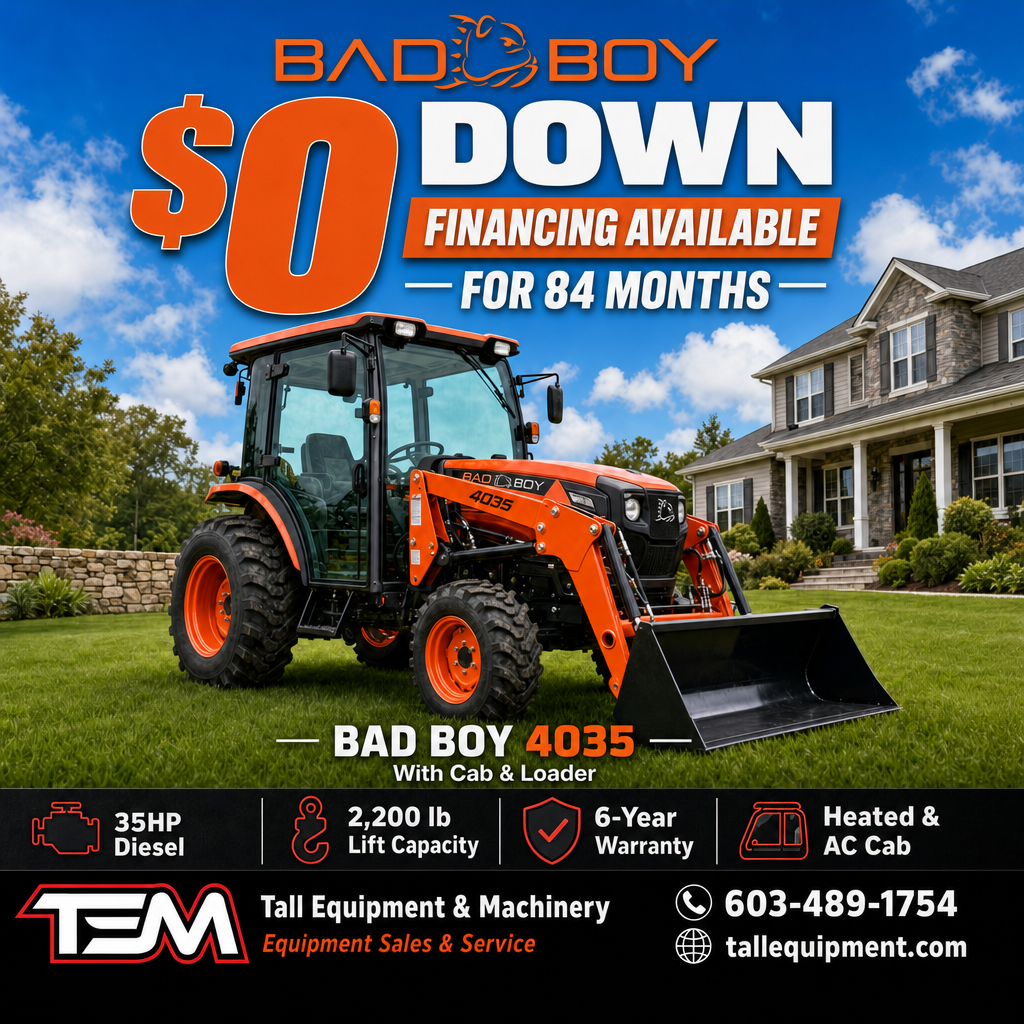 BAD BOY
$0 DOWN
FINANCING AVAILABLE
FOR 84 MONTHS
BAD BOY
4035
BAD BOY 4035
With Cab & Loader
35HP
Diesel
2,200 lb
Lift Capacity
6-Year
Warranty
Heated &
AC Cab
TEM
Tall Equipment & Machinery
Equipment Sales & Service
603-489-1754
tallequipment.com